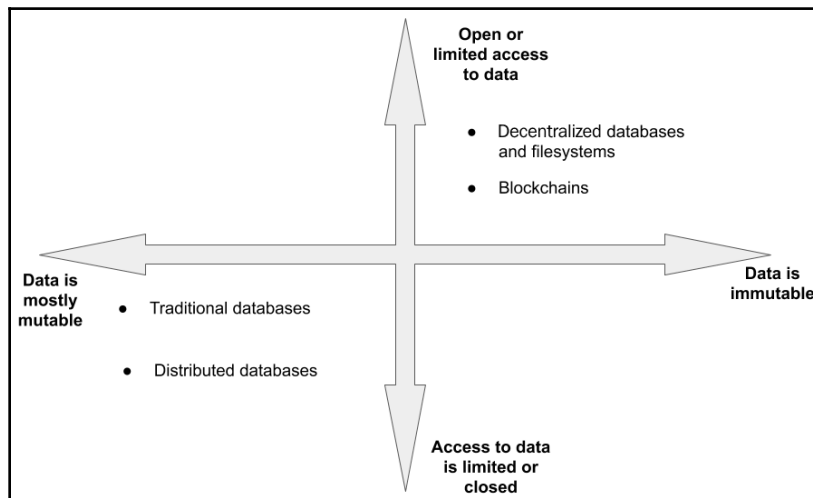 Open or
limited access
to data
● Decentralized databases
and filesystems
● Blockchains
Data is
mostly
mutable
Data is
immutable
● Traditional databases
● Distributed databases
Access to data
is limited or
closed